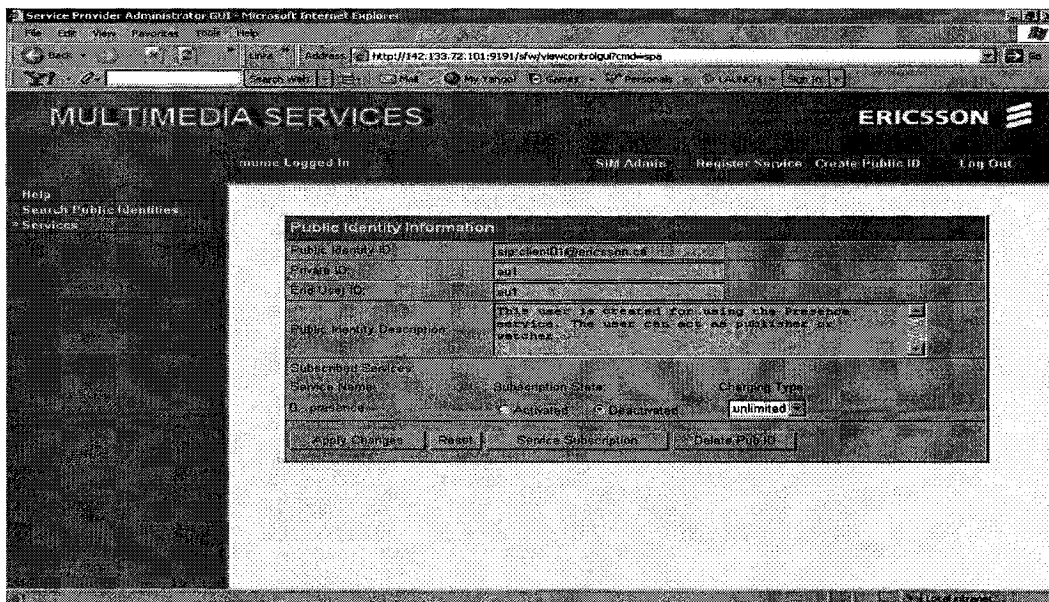 Service Provider Administrator GUI - Microsoft Internet Explorer
File Edit View Favorites Tools Help
Back Links Address http://142.133.72.101:9191/sfw/viewcontrolgui?cmd=spa Go
Y! Search Web Mail My Yahoo! Games Personals LAUNCH Sign In
MULTIMEDIA SERVICES
ERICSSON
Logged In SIM Admin Register Service Create Public ID Log Out
Help
Search Public Identities
Services
Public Identity Information
Public Identity ID: sip:client01@ericsson.ca
Private ID: eu1
End User ID: eu1
Public Identity Description This user is created for using the Presence
service. The user can act as publisher or
watcher.
Subscribed Services:
Service Name: Subscription State: Charging Type
presence Activated Deactivated unlimited
Apply Changes Reset Service Subscription Delete Pub ID
Local intranet